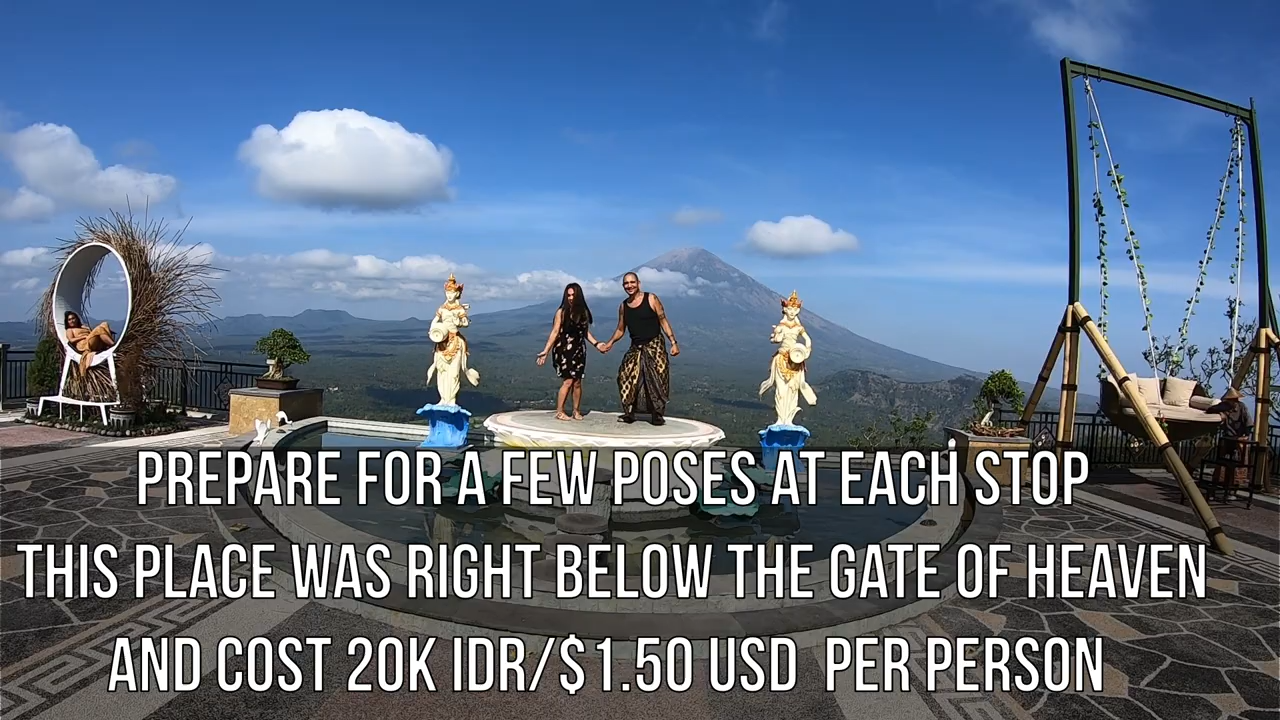 PREPARE FOR A FEW POSES AT EACH STOP
THIS PLACE WAS RIGHT BELOW THE GATE OF HEAVEN
AND COST 20K IDR/$1.50 USD PER PERSON